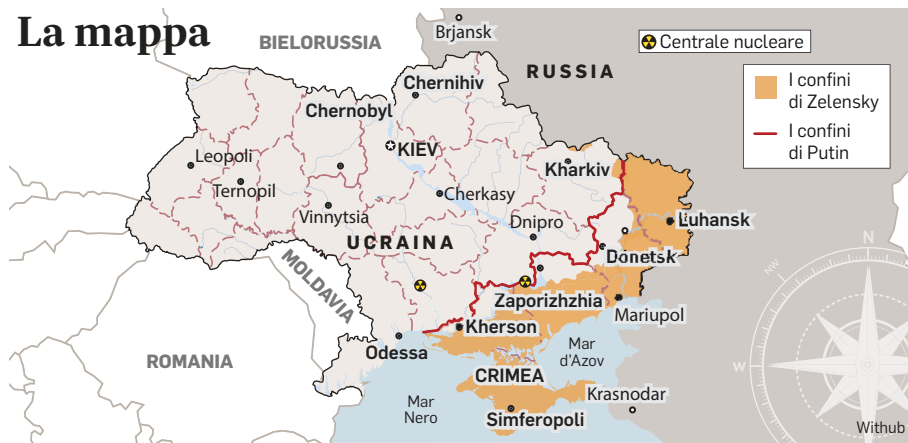 La mappa
BIELORUSSIA
Brjansk
RUSSIA
Centrale nucleare
I confini
di Zelensky
I confini
di Putin
Chernihiv
Chernobyl
KIEV
Leopoli
Ternopil
Vinnytsia
Cherkasy
Kharkiv
Dnipro
Luhansk
UCRAINA
Donetsk
MOLDAVIA
Zaporizhzhia
Mariupol
Kherson
Odessa
ROMANIA
Mar
d'Azov
CRIMEA
Mar
Nero
Simferopoli
Krasnodar
N
NW
W
Withub